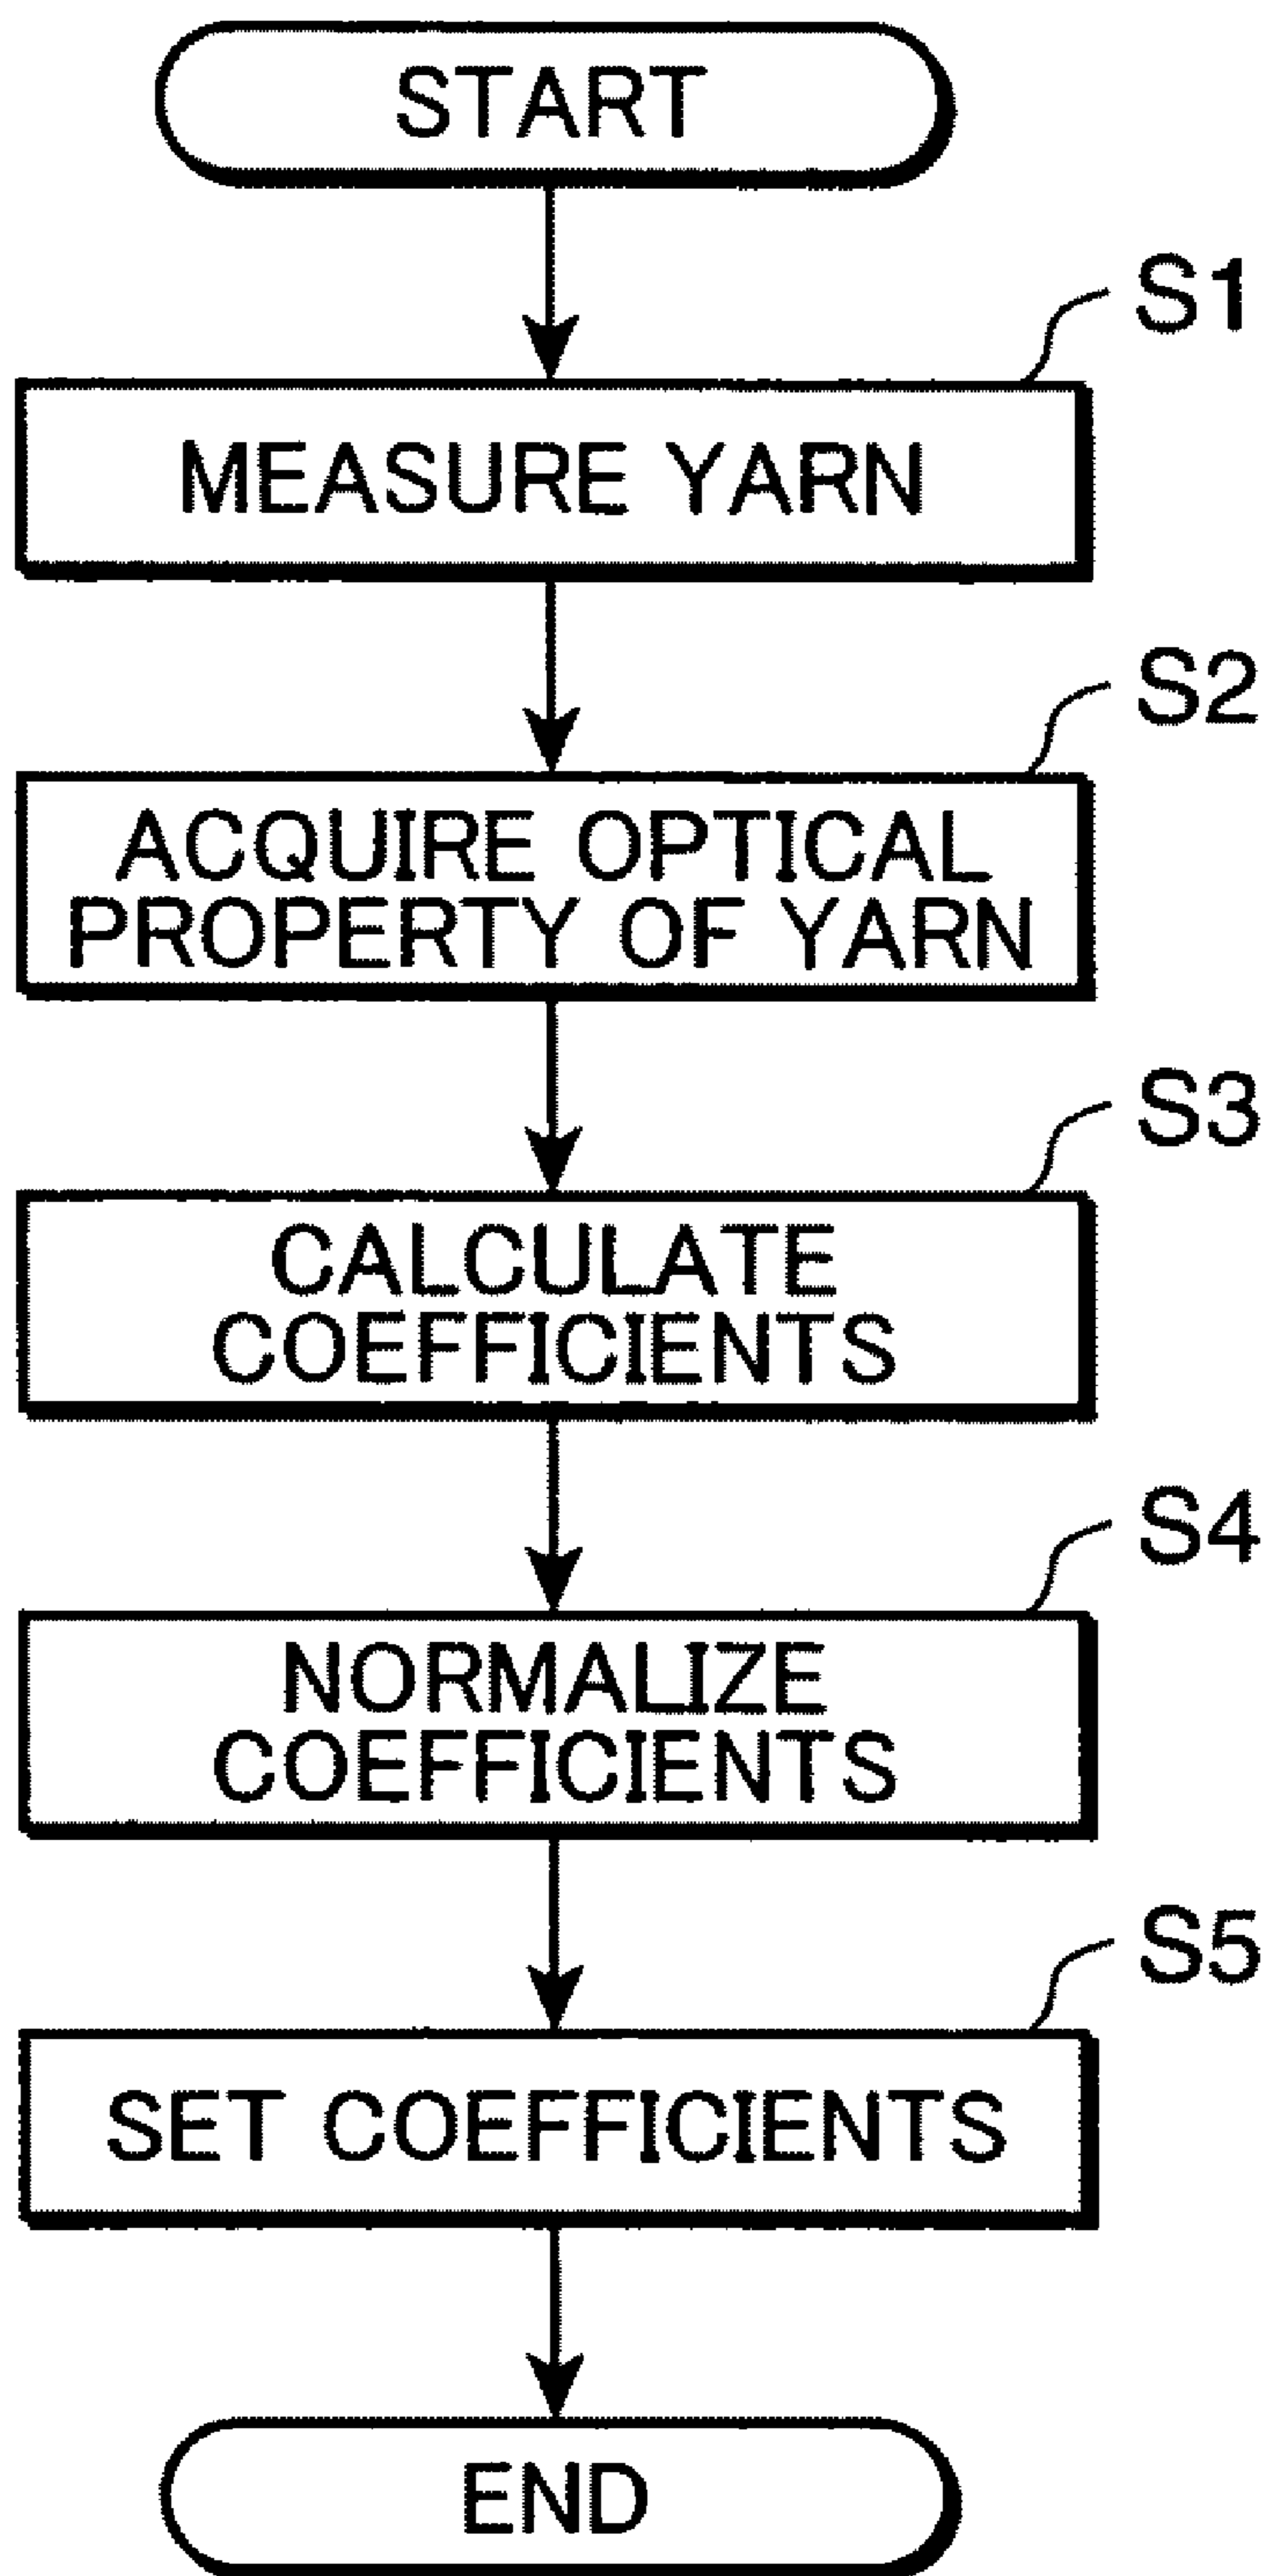 START
S1
MEASURE YARN
S2
ACQUIRE OPTICAL
PROPERTY OF YARN
S3
CALCULATE
COEFFICIENTS
S4
NORMALIZE
COEFFICIENTS
S5
SET COEFFICIENTS
END